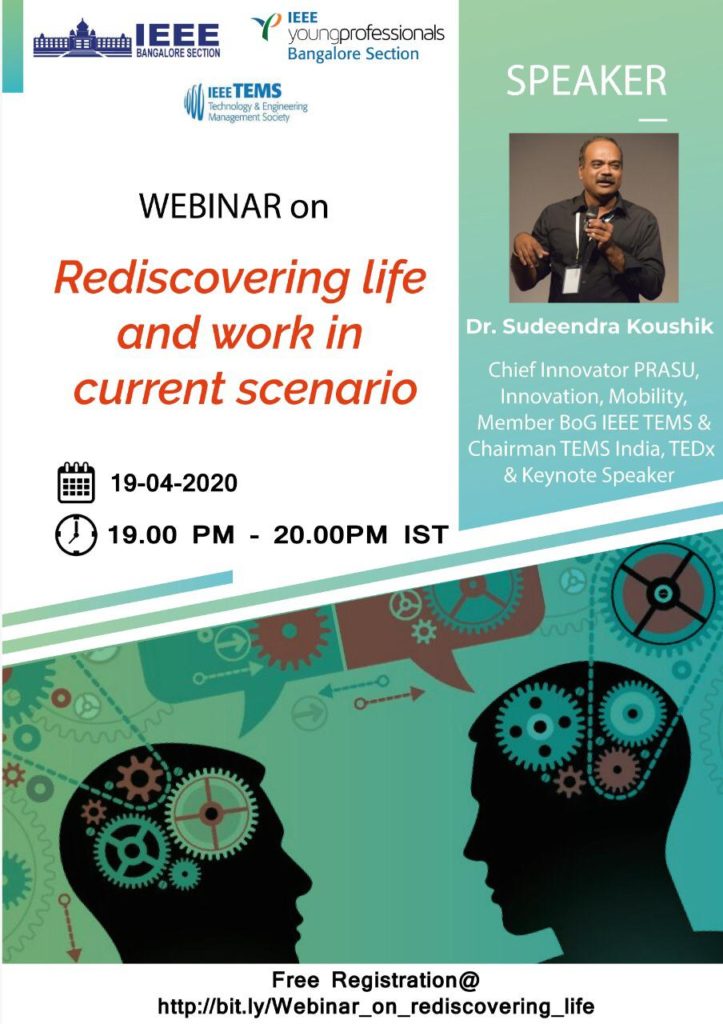 IEEE
BANGALORE SECTION
IEEE
youngprofessionals
Bangalore Section
IEEE TEMS
Technology & Engineering
Management Society
WEBINAR on
Rediscovering life
and work in
current scenario
19-04-2020
19.00 PM - 20.00PM IST
SPEAKER
Dr. Sudeendra Koushik
Chief Innovator PRASU,
Innovation, Mobility,
Member BoG IEEE TEMS &
Chairman TEMS India, TEDx
& Keynote Speaker
Free Registration@
http://bit.ly/Webinar_on_rediscovering_life